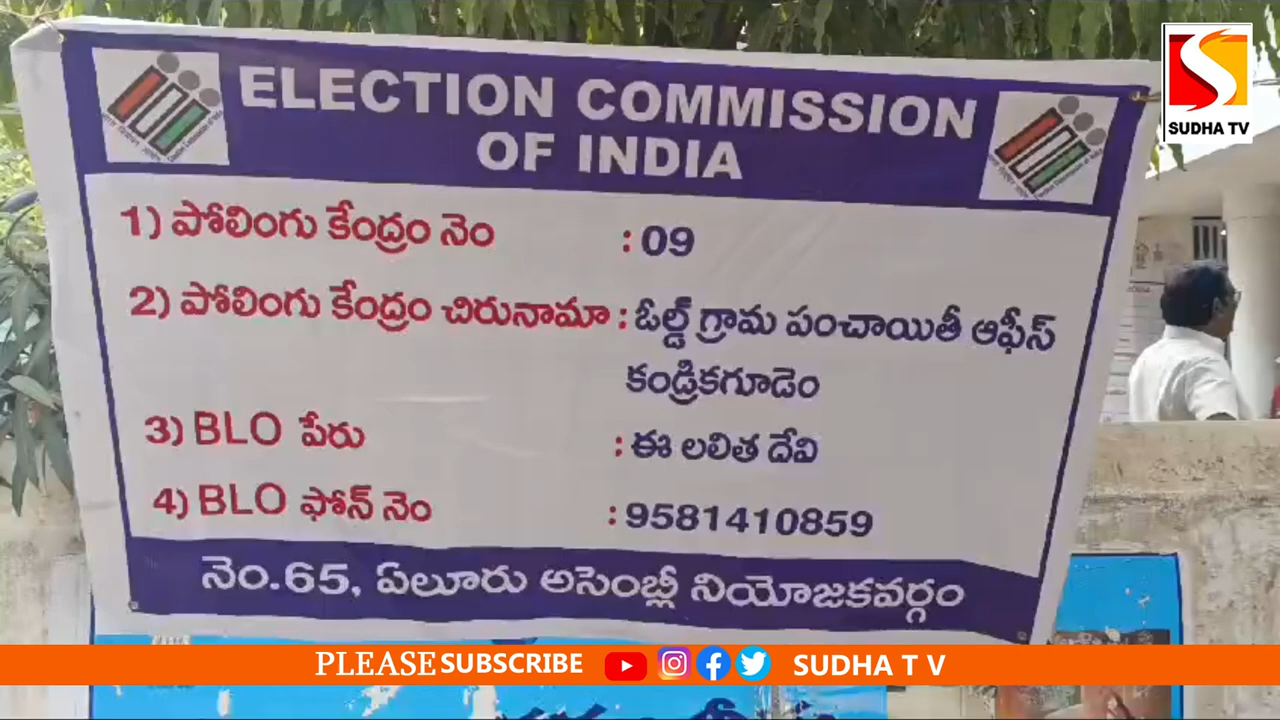 ELECTION COMMISSION
OF INDIA
SUDHA TV
1) పోలింగు కేంద్రం నెం : 09
2) పోలింగు కేంద్రం చిరునామా : ఓల్డ్ గ్రామ పంచాయితీ ఆఫీస్
కండ్రికగూడెం
3) BLO పేరు : ఈ లలిత దేవి
4) BLO ఫోన్ నెం : 9581410859
నెం.65, ఏలూరు అసెంబ్లీ నియోజకవర్గం
PLEASE SUBSCRIBE SUDHA T V